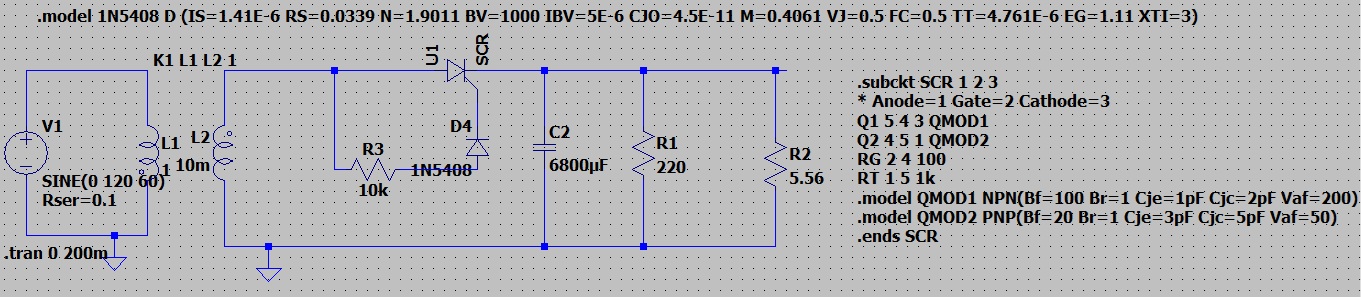 .model 1N5408 D (IS=1.41E-6 RS=0.0339 N=1.9011 BV=1000 IBV=5E-6 CJO=4.5E-11 M=0.4061 VJ=0.5 FC=0.5 TT=4.761E-6 EG=1.11 XTI=3)
K1 L1 L2 1
U1
SCR
V1
L1
1
L2
10m
SINE(0 120 60)
Rser=0.1
.tran 0 200m
R3
10k
D4
1N5408
C2
6800µF
R1
220
R2
5.56
.subckt SCR 1 2 3
* Anode=1 Gate=2 Cathode=3
Q1 5 4 3 QMOD1
Q2 4 5 1 QMOD2
RG 2 4 100
RT 1 5 1k
.model QMOD1 NPN(Bf=100 Br=1 Cje=1pF Cjc=2pF Vaf=200)
.model QMOD2 PNP(Bf=20 Br=1 Cje=3pF Cjc=5pF Vaf=50)
.ends SCR